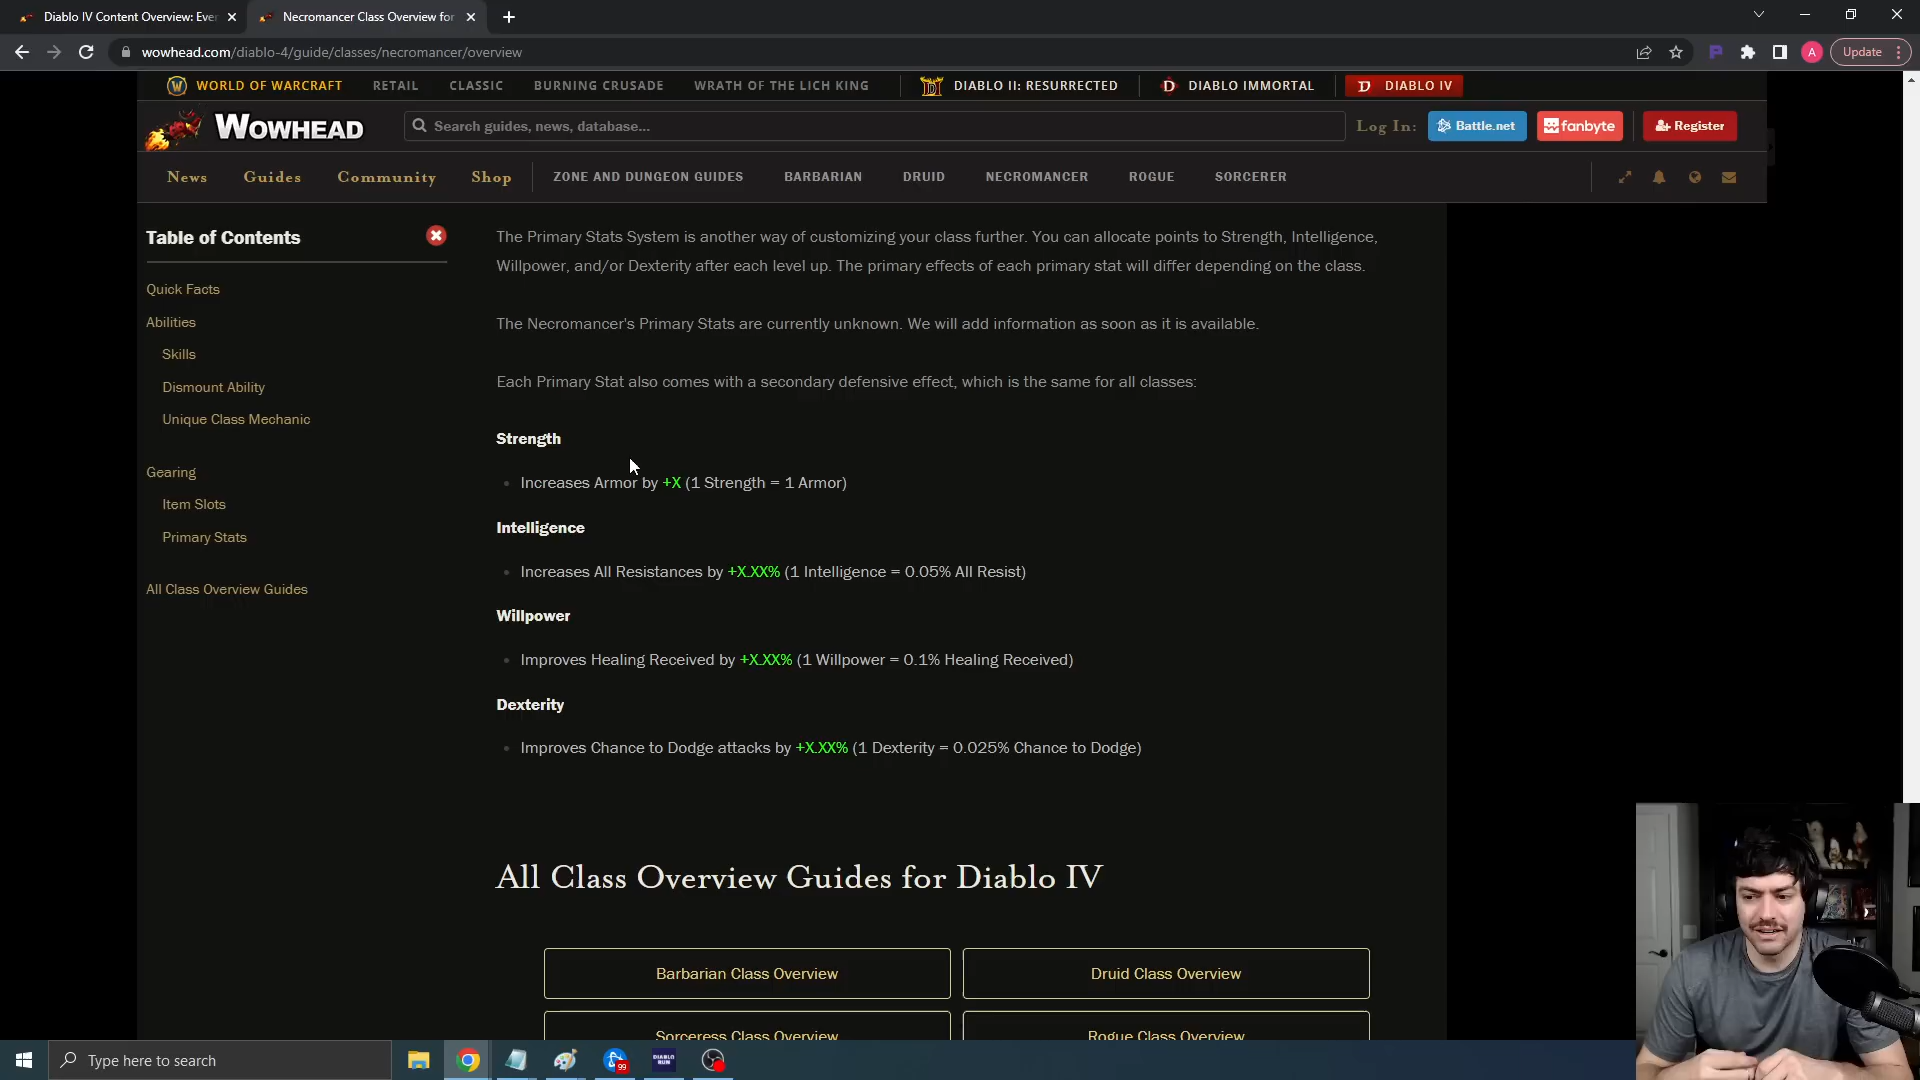 Diablo IV Content Overview: Ever
Necromancer Class Overview for
wowhead.com/diablo-4/guide/classes/necromancer/overview
A
Update
WORLD OF WARCRAFT RETAIL CLASSIC BURNING CRUSADE WRATH OF THE LICH KING DIABLO II: RESURRECTED DIABLO IMMORTAL DIABLO IV
WOWHEAD
Search guides, news, database...
Log In:
Battle.net
fanbyte
Register
News Guides Community Shop ZONE AND DUNGEON GUIDES BARBARIAN DRUID NECROMANCER ROGUE SORCERER
Table of Contents
Quick Facts
Abilities
Skills
Dismount Ability
Unique Class Mechanic
Gearing
Item Slots
Primary Stats
All Class Overview Guides
The Primary Stats System is another way of customizing your class further. You can allocate points to Strength, Intelligence,
Willpower, and/or Dexterity after each level up. The primary effects of each primary stat will differ depending on the class.
The Necromancer's Primary Stats are currently unknown. We will add information as soon as it is available.
Each Primary Stat also comes with a secondary defensive effect, which is the same for all classes:
Strength
Increases Armor by +X (1 Strength = 1 Armor)
Intelligence
Increases All Resistances by +X.XX% (1 Intelligence = 0.05% All Resist)
Willpower
Improves Healing Received by +X.XX% (1 Willpower = 0.1% Healing Received)
Dexterity
Improves Chance to Dodge attacks by +X.XX% (1 Dexterity = 0.025% Chance to Dodge)
All Class Overview Guides for Diablo IV
Barbarian Class Overview
Druid Class Overview
Sorceress Class Overview
Rogue Class Overview
Type here to search
99
DIABLO
RUN